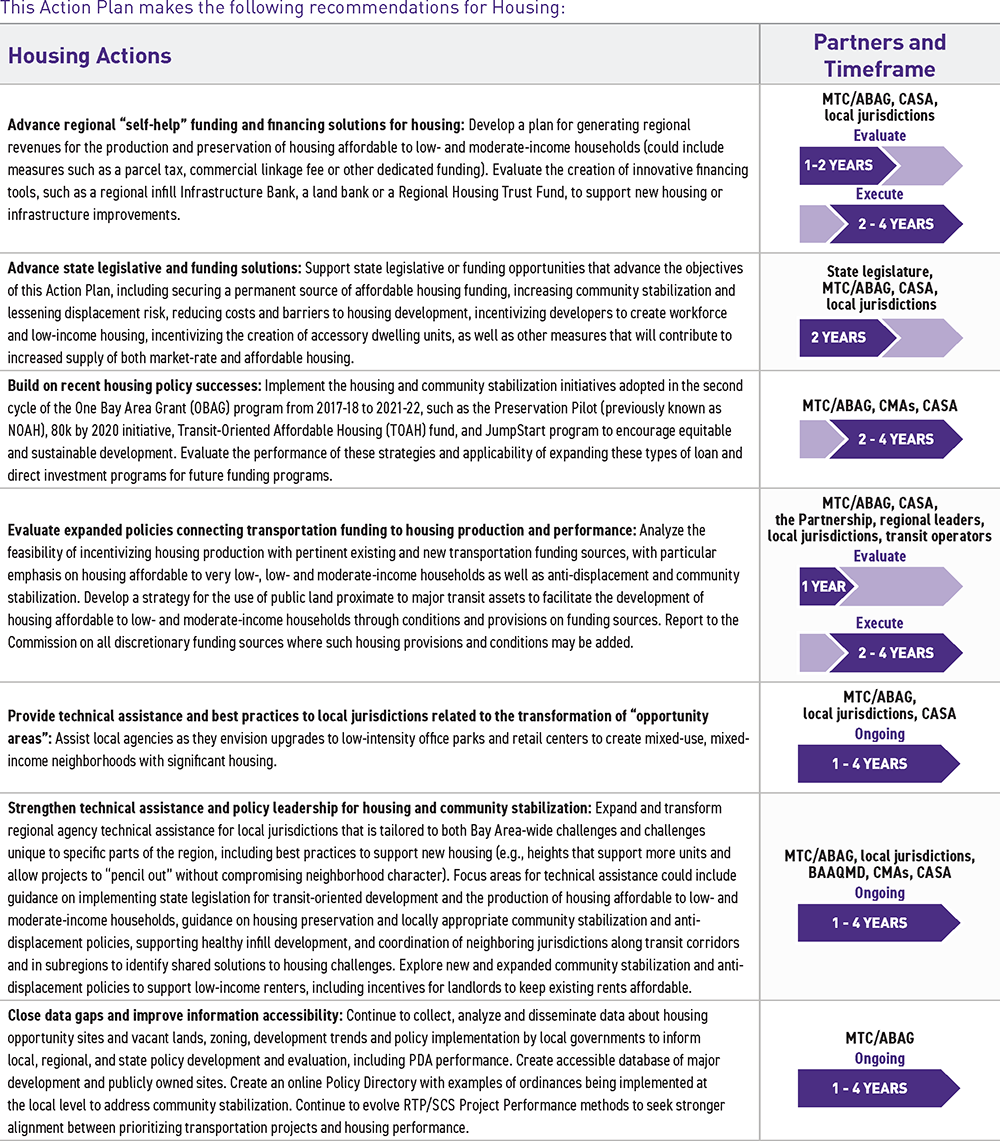 This Action Plan makes the following recommendations for Housing:
Housing Actions
Partners and
Timeframe
Advance regional “self-help” funding and financing solutions for housing: Develop a plan for generating regional
revenues for the production and preservation of housing affordable to low- and moderate-income households (could include
measures such as a parcel tax, commercial linkage fee or other dedicated funding). Evaluate the creation of innovative financing
tools, such as a regional infill Infrastructure Bank, a land bank or a Regional Housing Trust Fund, to support new housing or
infrastructure improvements.
MTC/ABAG, CASA,
local jurisdictions
Evaluate
1-2 YEARS
Execute
2 - 4 YEARS
Advance state legislative and funding solutions: Support state legislative or funding opportunities that advance the objectives
of this Action Plan, including securing a permanent source of affordable housing funding, increasing community stabilization and
lessening displacement risk, reducing costs and barriers to housing development, incentivizing developers to create workforce
and low-income housing, incentivizing the creation of accessory dwelling units, as well as other measures that will contribute to
increased supply of both market-rate and affordable housing.
State legislature,
MTC/ABAG, CASA,
local jurisdictions
2 YEARS
Build on recent housing policy successes: Implement the housing and community stabilization initiatives adopted in the second
cycle of the One Bay Area Grant (OBAG) program from 2017-18 to 2021-22, such as the Preservation Pilot (previously known as
NOAH), 80k by 2020 initiative, Transit-Oriented Affordable Housing (TOAH) fund, and JumpStart program to encourage equitable
and sustainable development. Evaluate the performance of these strategies and applicability of expanding these types of loan and
direct investment programs for future funding programs.
MTC/ABAG, CMAs, CASA
2 - 4 YEARS
Evaluate expanded policies connecting transportation funding to housing production and performance: Analyze the
feasibility of incentivizing housing production with pertinent existing and new transportation funding sources, with particular
emphasis on housing affordable to very low-, low- and moderate-income households as well as anti-displacement and community
stabilization. Develop a strategy for the use of public land proximate to major transit assets to facilitate the development of
housing affordable to low- and moderate-income households through conditions and provisions on funding sources. Report to the
Commission on all discretionary funding sources where such housing provisions and conditions may be added.
MTC/ABAG, CASA,
the Partnership, regional leaders,
local jurisdictions, transit operators
Evaluate
1 YEAR
Execute
2 - 4 YEARS
Provide technical assistance and best practices to local jurisdictions related to the transformation of “opportunity
areas”: Assist local agencies as they envision upgrades to low-intensity office parks and retail centers to create mixed-use, mixed-
income neighborhoods with significant housing.
MTC/ABAG,
local jurisdictions, CASA
Ongoing
1 - 4 YEARS
Strengthen technical assistance and policy leadership for housing and community stabilization: Expand and transform
regional agency technical assistance for local jurisdictions that is tailored to both Bay Area-wide challenges and challenges
unique to specific parts of the region, including best practices to support new housing (e.g., heights that support more units and
allow projects to “pencil out” without compromising neighborhood character). Focus areas for technical assistance could include
guidance on implementing state legislation for transit-oriented development and the production of housing affordable to low- and
moderate-income households, guidance on housing preservation and locally appropriate community stabilization and anti-
displacement policies, supporting healthy infill development, and coordination of neighboring jurisdictions along transit corridors
and in subregions to identify shared solutions to housing challenges. Explore new and expanded community stabilization and anti-
displacement policies to support low-income renters, including incentives for landlords to keep existing rents affordable.
MTC/ABAG, local jurisdictions,
BAAQMD, CMAs, CASA
Ongoing
1 - 4 YEARS
Close data gaps and improve information accessibility: Continue to collect, analyze and disseminate data about housing
opportunity sites and vacant lands, zoning, development trends and policy implementation by local governments to inform
local, regional, and state policy development and evaluation, including PDA performance. Create accessible database of major
development and publicly owned sites. Create an online Policy Directory with examples of ordinances being implemented at
the local level to address community stabilization. Continue to evolve RTP/SCS Project Performance methods to seek stronger
alignment between prioritizing transportation projects and housing performance.
MTC/ABAG
Ongoing
1 - 4 YEARS